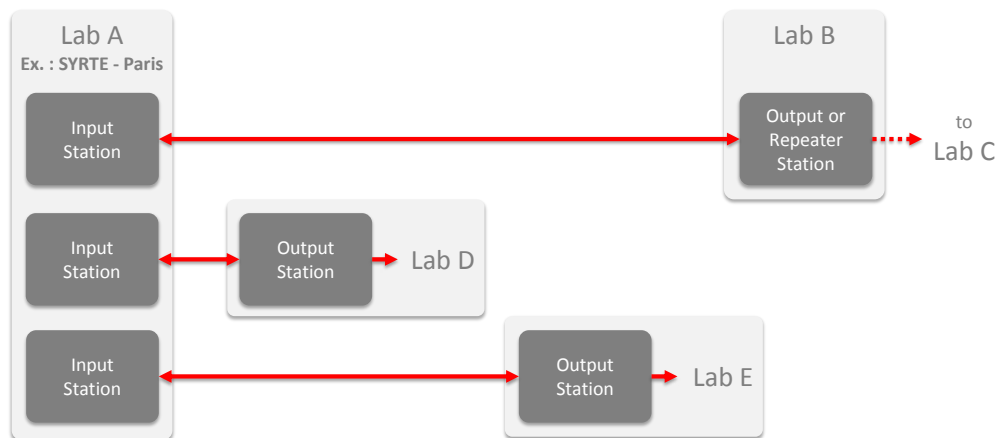 Lab A
Ex. : SYRTE - Paris
Input
Station
Lab B
Output or
Repeater
Station
to
Lab C
Input
Station
Output
Station
Lab D
Input
Station
Output
Station
Lab E